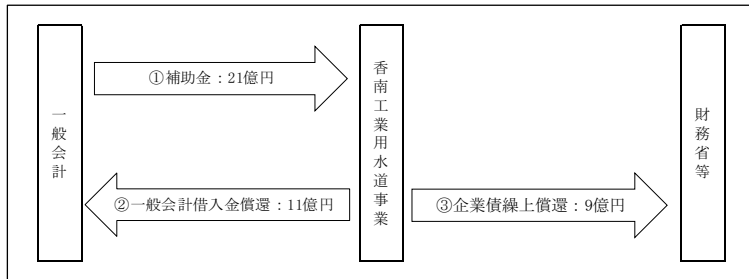 一般会計
①補助金：21億円
②一般会計借入金償還：11億円
香南工業用水道事業
③企業債繰上償還：9億円
財務省等